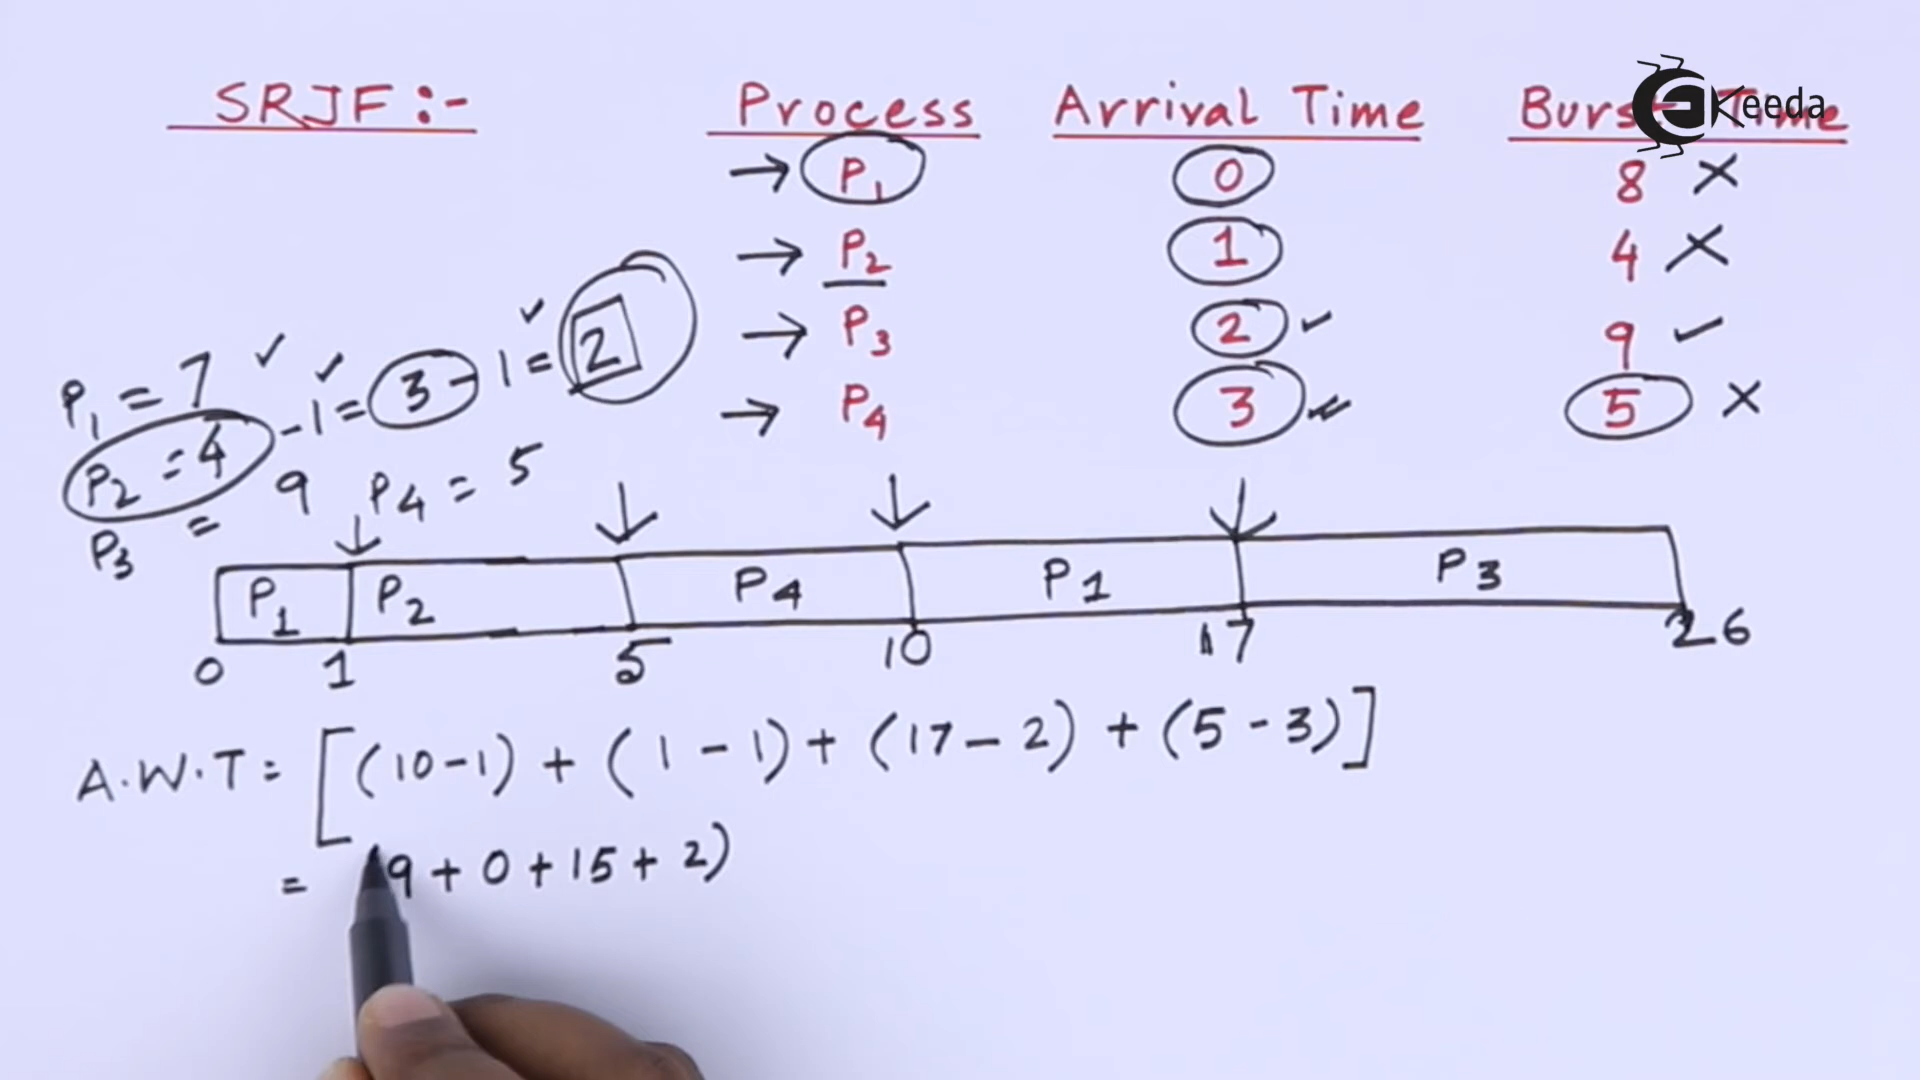 SRJF:- Process Arrival Time Burst Time
Keeda
→ P1 0 8 ×
→ P2 1 4 ×
→ P3 2 ✓ 9 ✓
→ P4 3 ✓ 5 ×
P1 = 7 ✓
P2 = 4 - 1 = 3 - 1 = 2
P3 = 9 P4 = 5
P1 P2 P4 P1 P3
0 1 5 10 17 26
A.W.T = [(10-1) + (1-1) + (17-2) + (5-3)]
= 9 + 0 + 15 + 2)